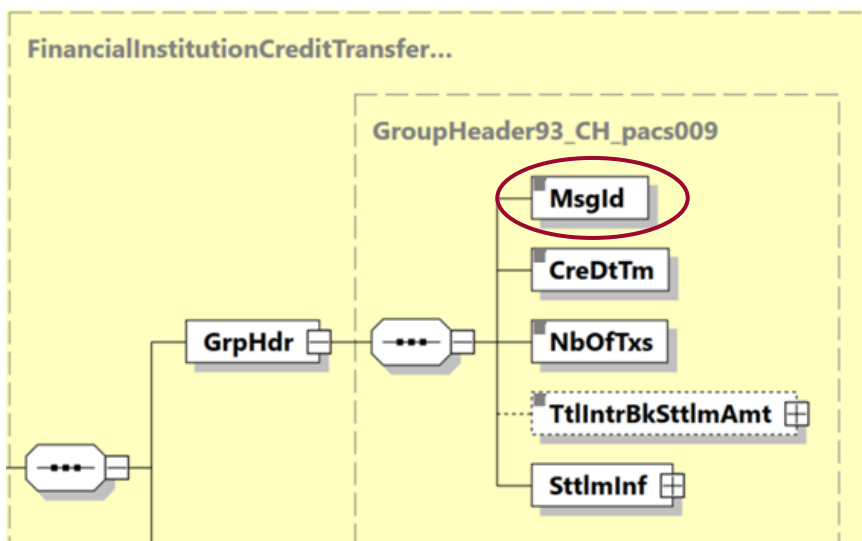 FinancialInstitutionCreditTransfer...
GroupHeader93_CH_pacs009
MsgId
CreDtTm
GrpHdr
NbOfTxs
TtlIntrBkSttlmAmt
SttlmInf